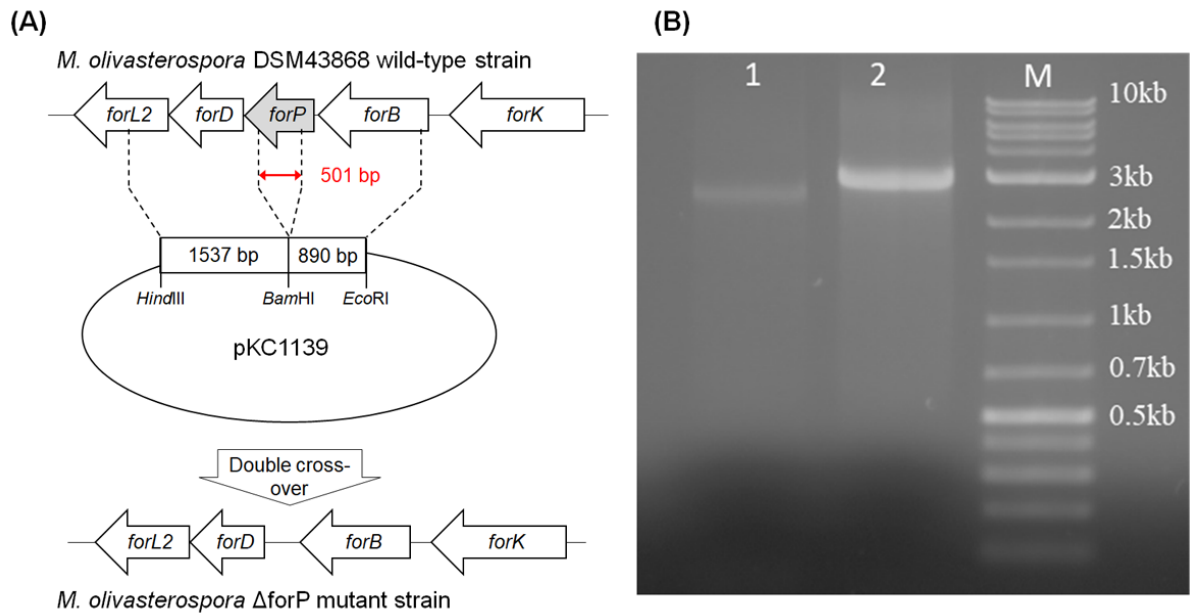 (A)
M. olivasterospora DSM43868 wild-type strain
forL2 forD forP forB forK
501 bp
1537 bp 890 bp
HindIII BamHI EcoRI
pKC1139
Double cross-
over
forL2 forD forB forK
M. olivasterospora ΔforP mutant strain
(B)
1 2 M
10kb
3kb
2kb
1.5kb
1kb
0.7kb
0.5kb